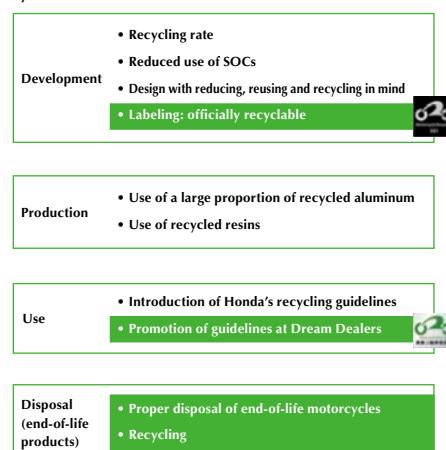 Development
• Recycling rate
• Reduced use of SOCs
• Design with reducing, reusing and recycling in mind
• Labeling: officially recyclable
Production
• Use of a large proportion of recycled aluminum
• Use of recycled resins
Use
• Introduction of Honda's recycling guidelines
• Promotion of guidelines at Dream Dealers
Disposal
(end-of-life
products)
• Proper disposal of end-of-life motorcycles
• Recycling